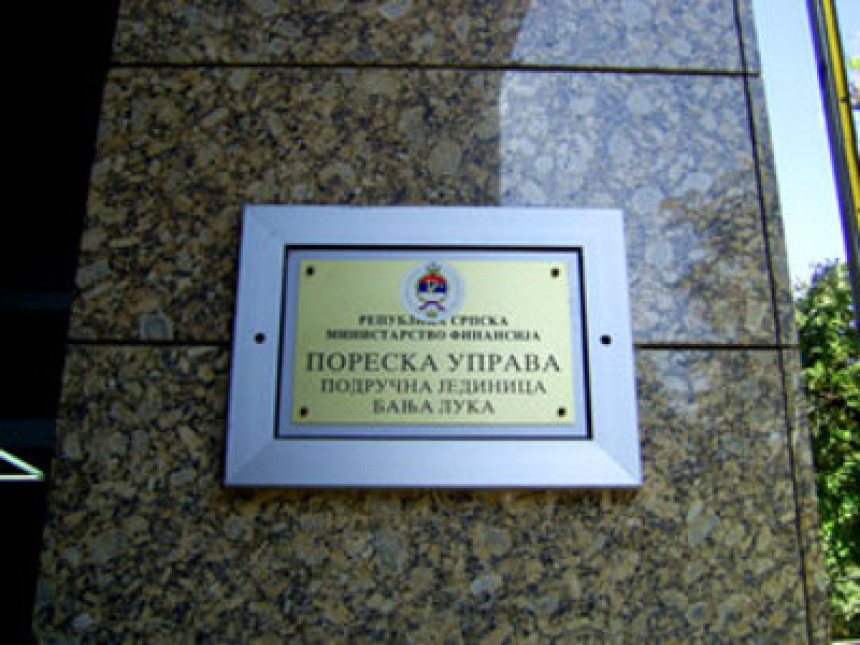 РЕПУБЛИКА СРПСКА
МИНИСТАРСТВО ФИНАНСИЈА
ПОРЕСКА УПРАВА
ПОДРУЧНА ЈЕДИНИЦА
БАЊА ЛУКА